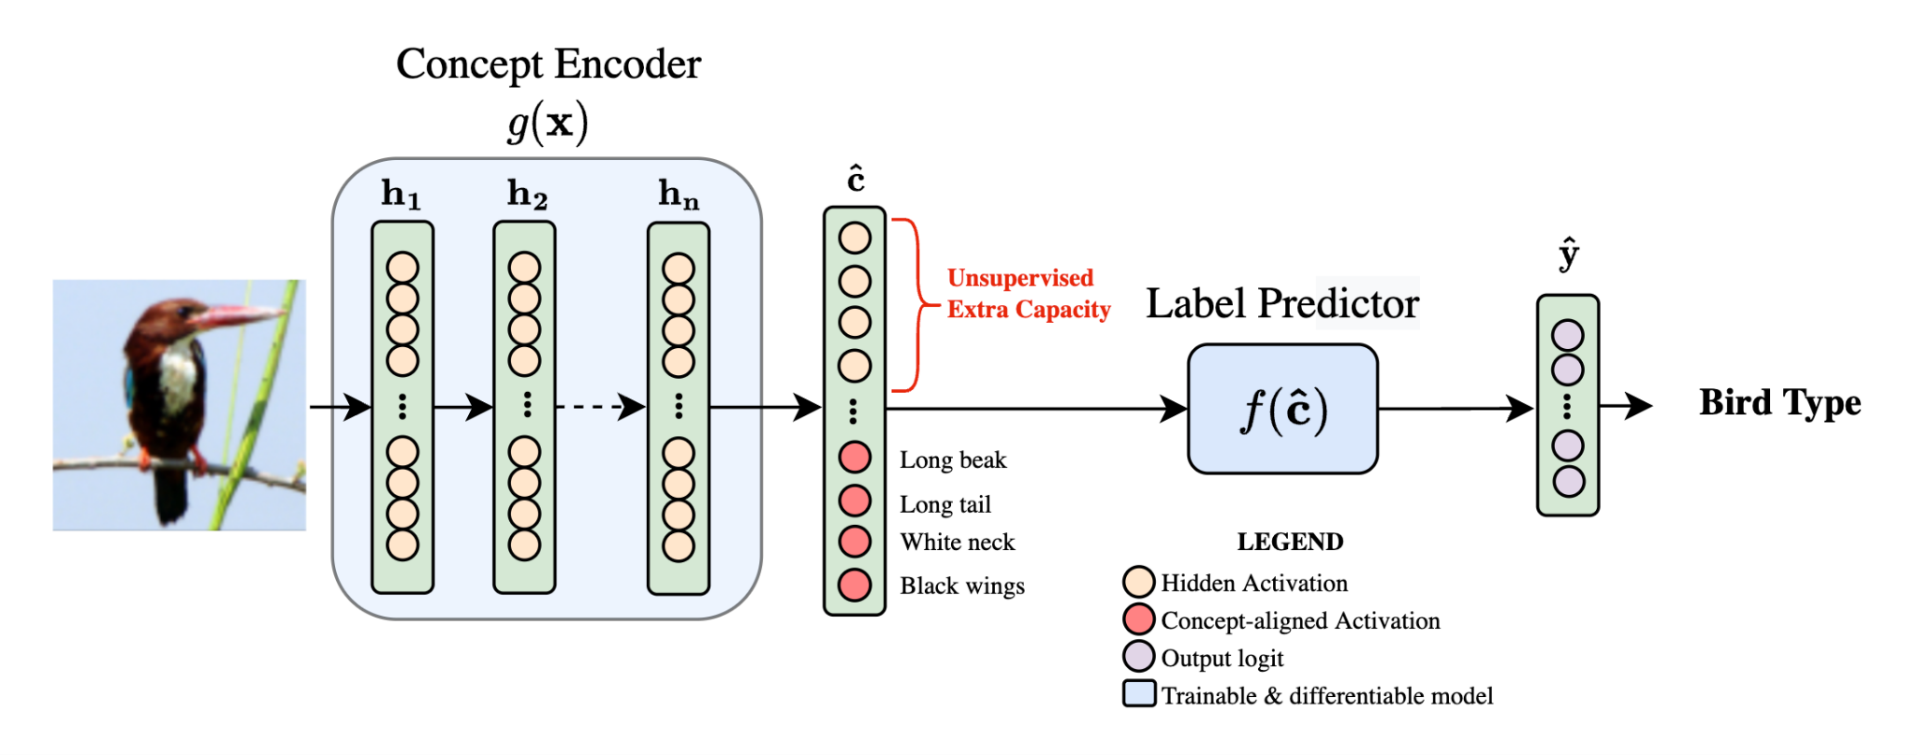 Concept Encoder
g(x)
h₁ h₂ hₙ
ĉ
Unsupervised
Extra Capacity
Long beak
Long tail
White neck
Black wings
Label Predictor
f(ĉ)
ŷ
Bird Type
LEGEND
Hidden Activation
Concept-aligned Activation
Output logit
Trainable & differentiable model